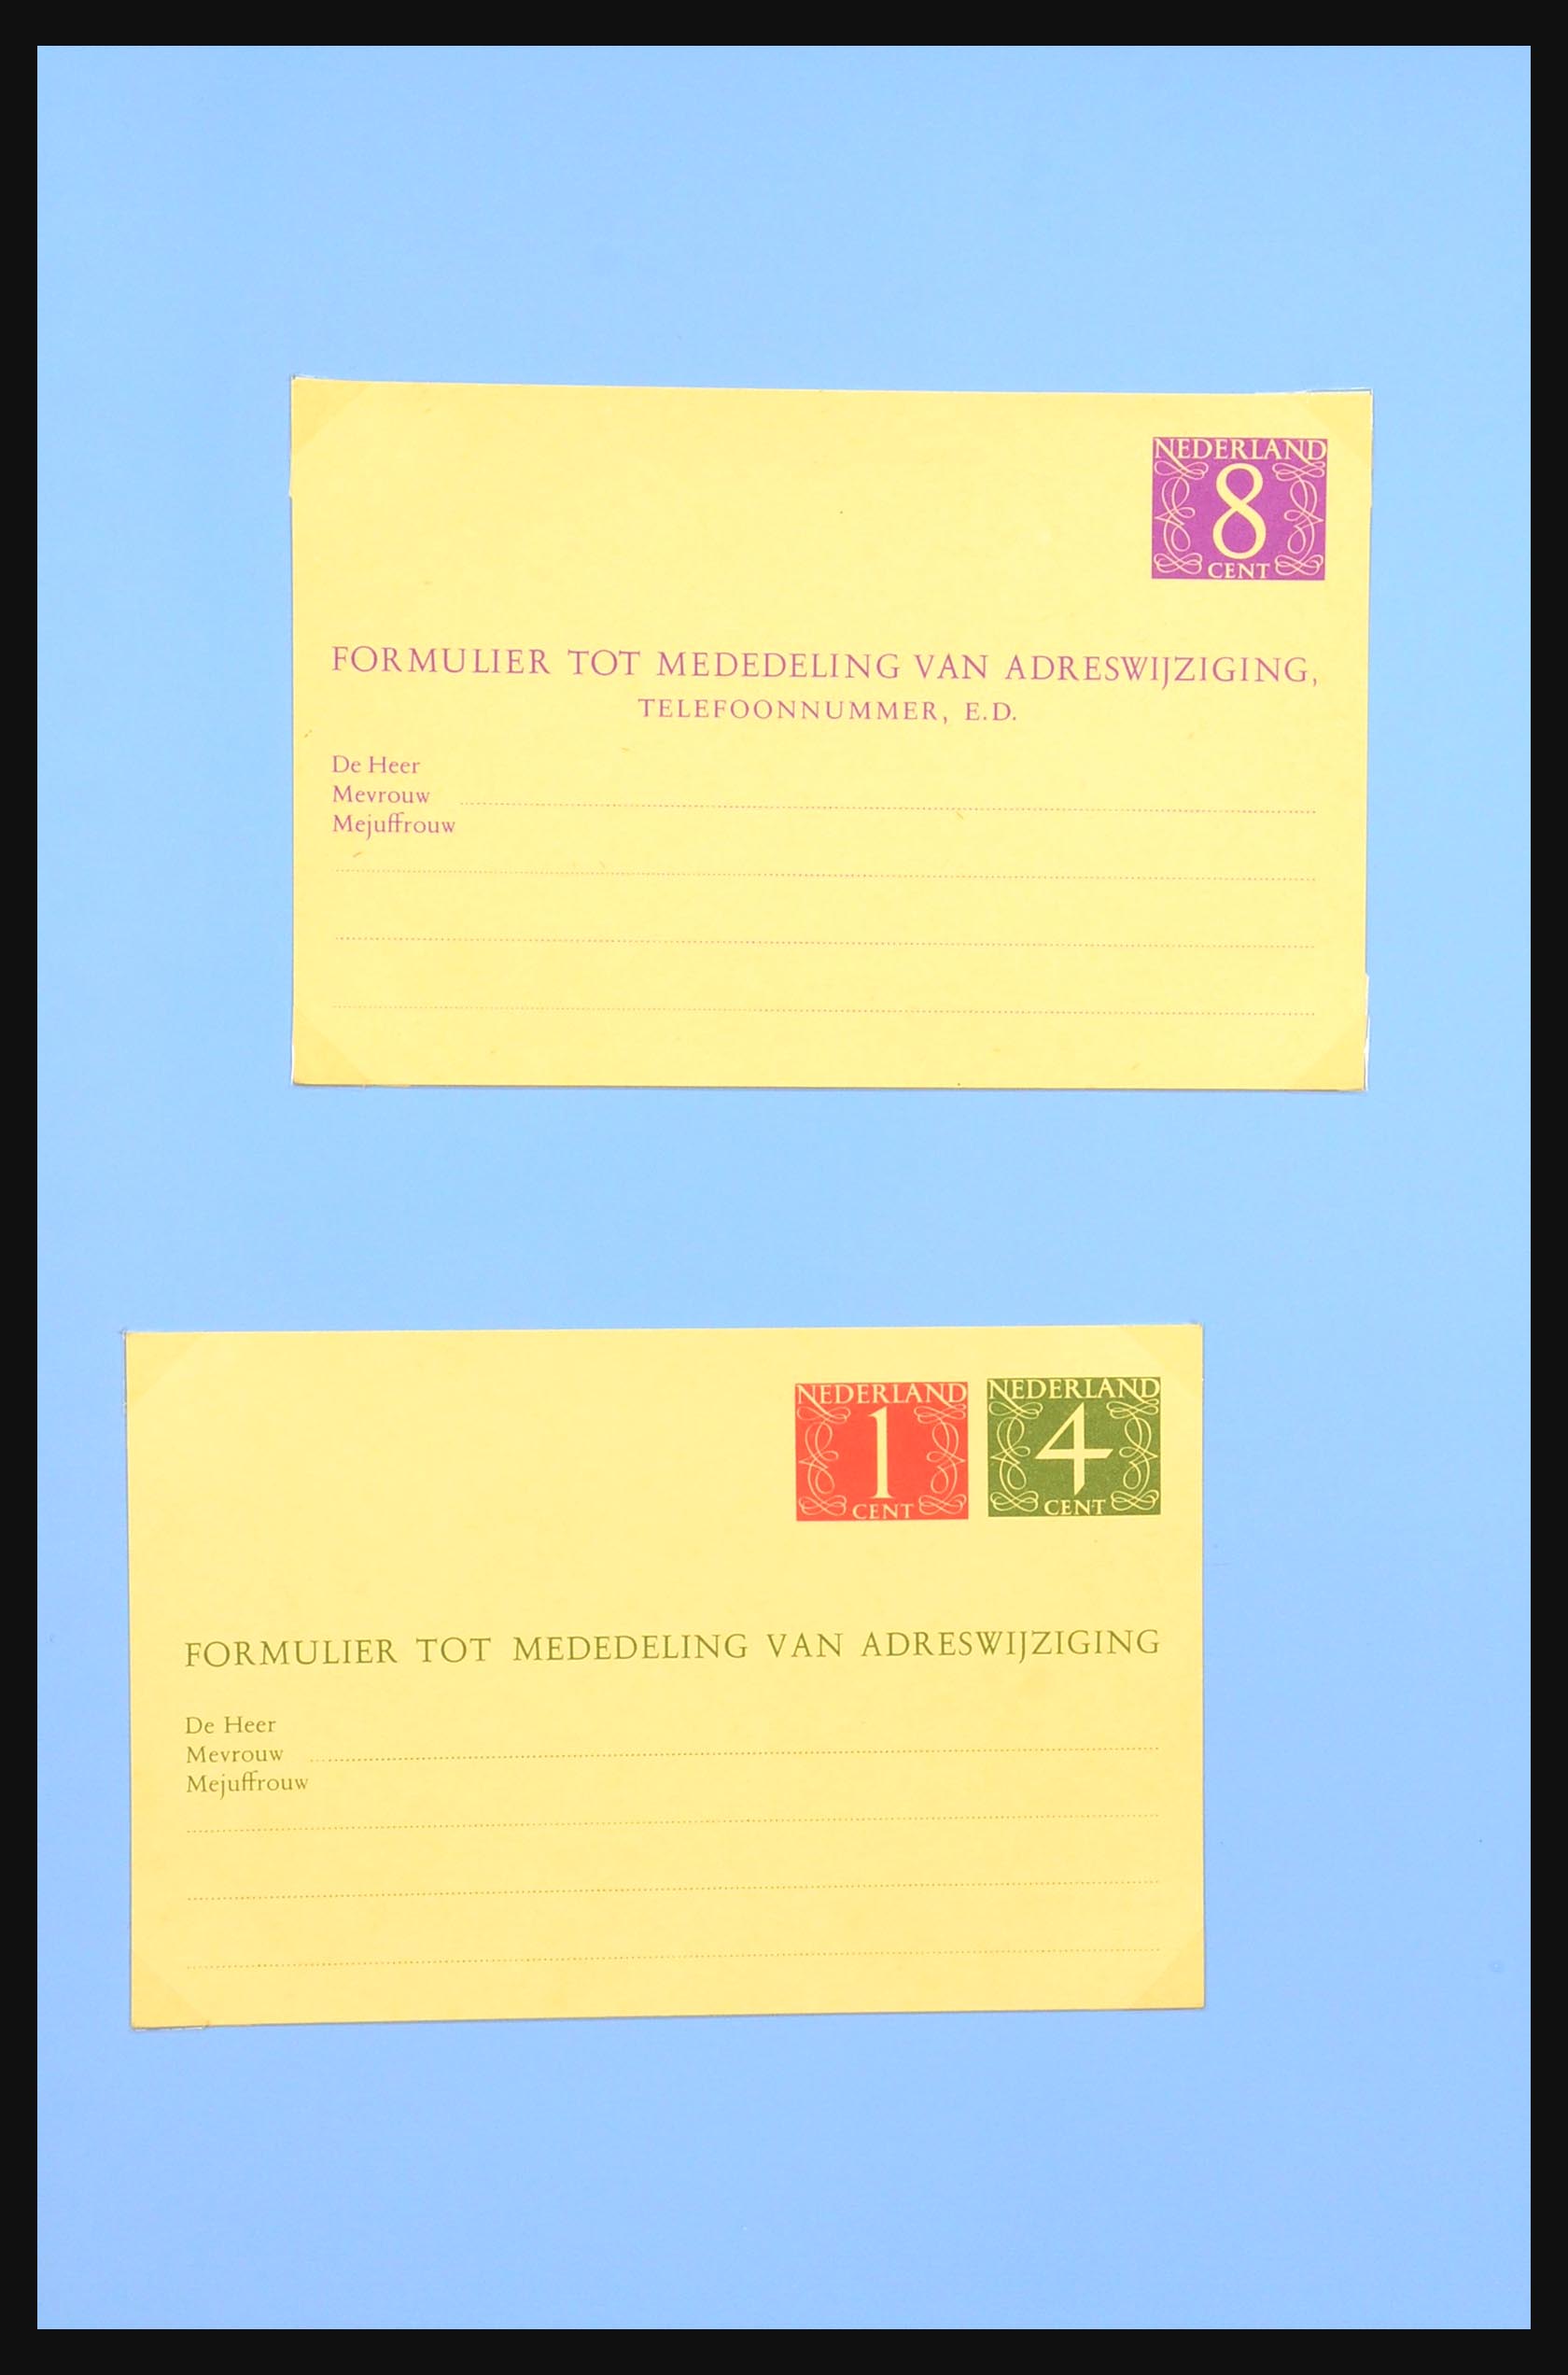 NEDERLAND
8
CENT
FORMULIER TOT MEDEDELING VAN ADRESWIJZIGING,
TELEFOONNUMMER, E.D.
De Heer
Mevrouw
Mejuffrouw
NEDERLAND NEDERLAND
1 4
CENT CENT
FORMULIER TOT MEDEDELING VAN ADRESWIJZIGING
De Heer
Mevrouw
Mejuffrouw